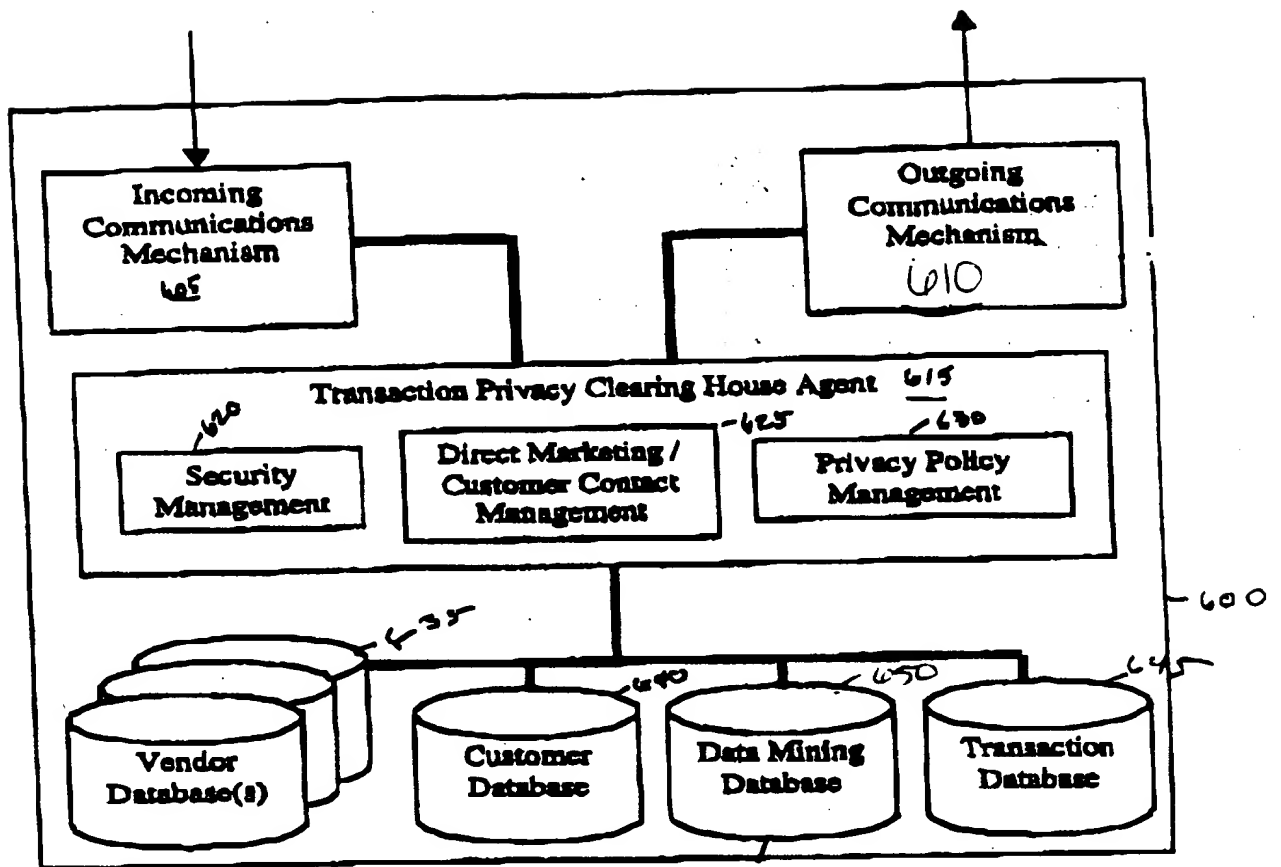 Incoming
Communications
Mechanism
605
Outgoing
Communications
Mechanism
610
Transaction Privacy Clearing House Agent 615
620
Security
Management
625
Direct Marketing /
Customer Contact
Management
630
Privacy Policy
Management
600
635
Vendor
Database(s)
640
Customer
Database
650
Data Mining
Database
645
Transaction
Database